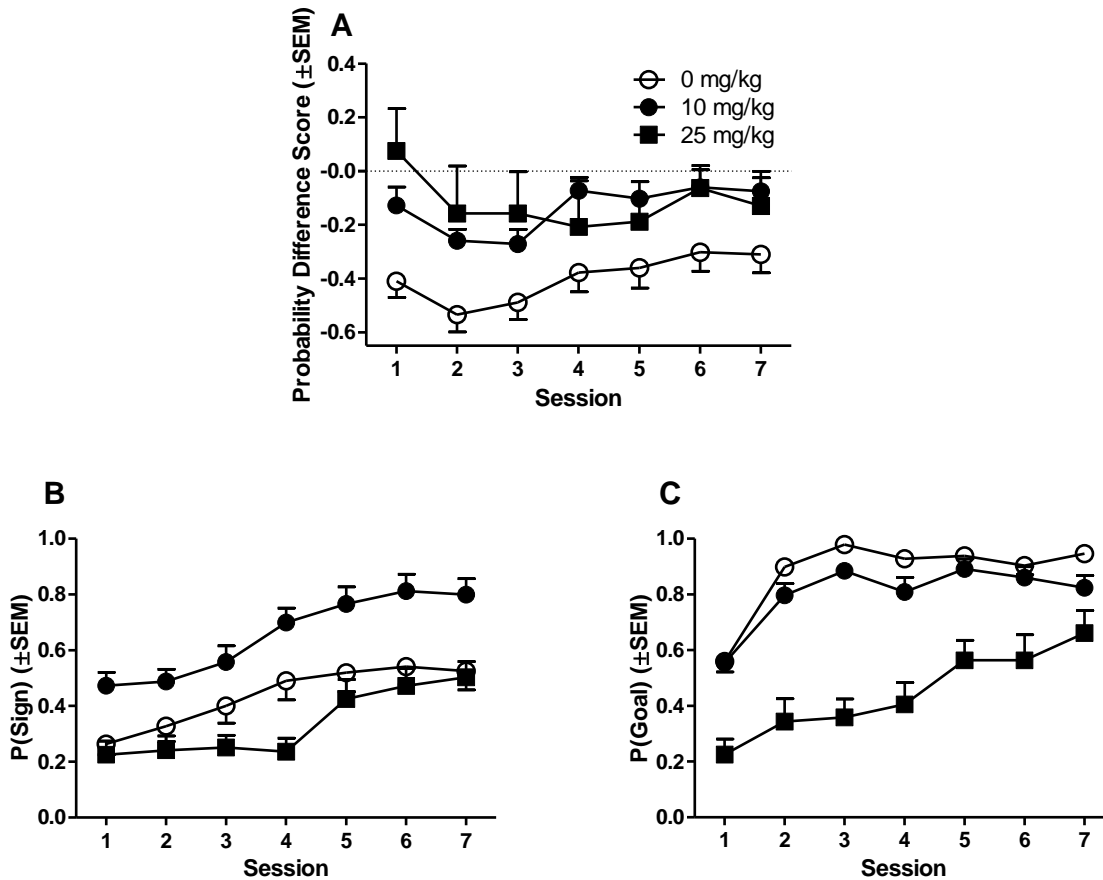 A
Probability Difference Score (±SEM)
0.4
0.2
-0.0
-0.2
-0.4
-0.6
0 mg/kg
10 mg/kg
25 mg/kg
1 2 3 4 5 6 7
Session
B
P(Sign) (±SEM)
1.0
0.8
0.6
0.4
0.2
0.0
1 2 3 4 5 6 7
Session
C
P(Goal) (±SEM)
1.0
0.8
0.6
0.4
0.2
0.0
1 2 3 4 5 6 7
Session